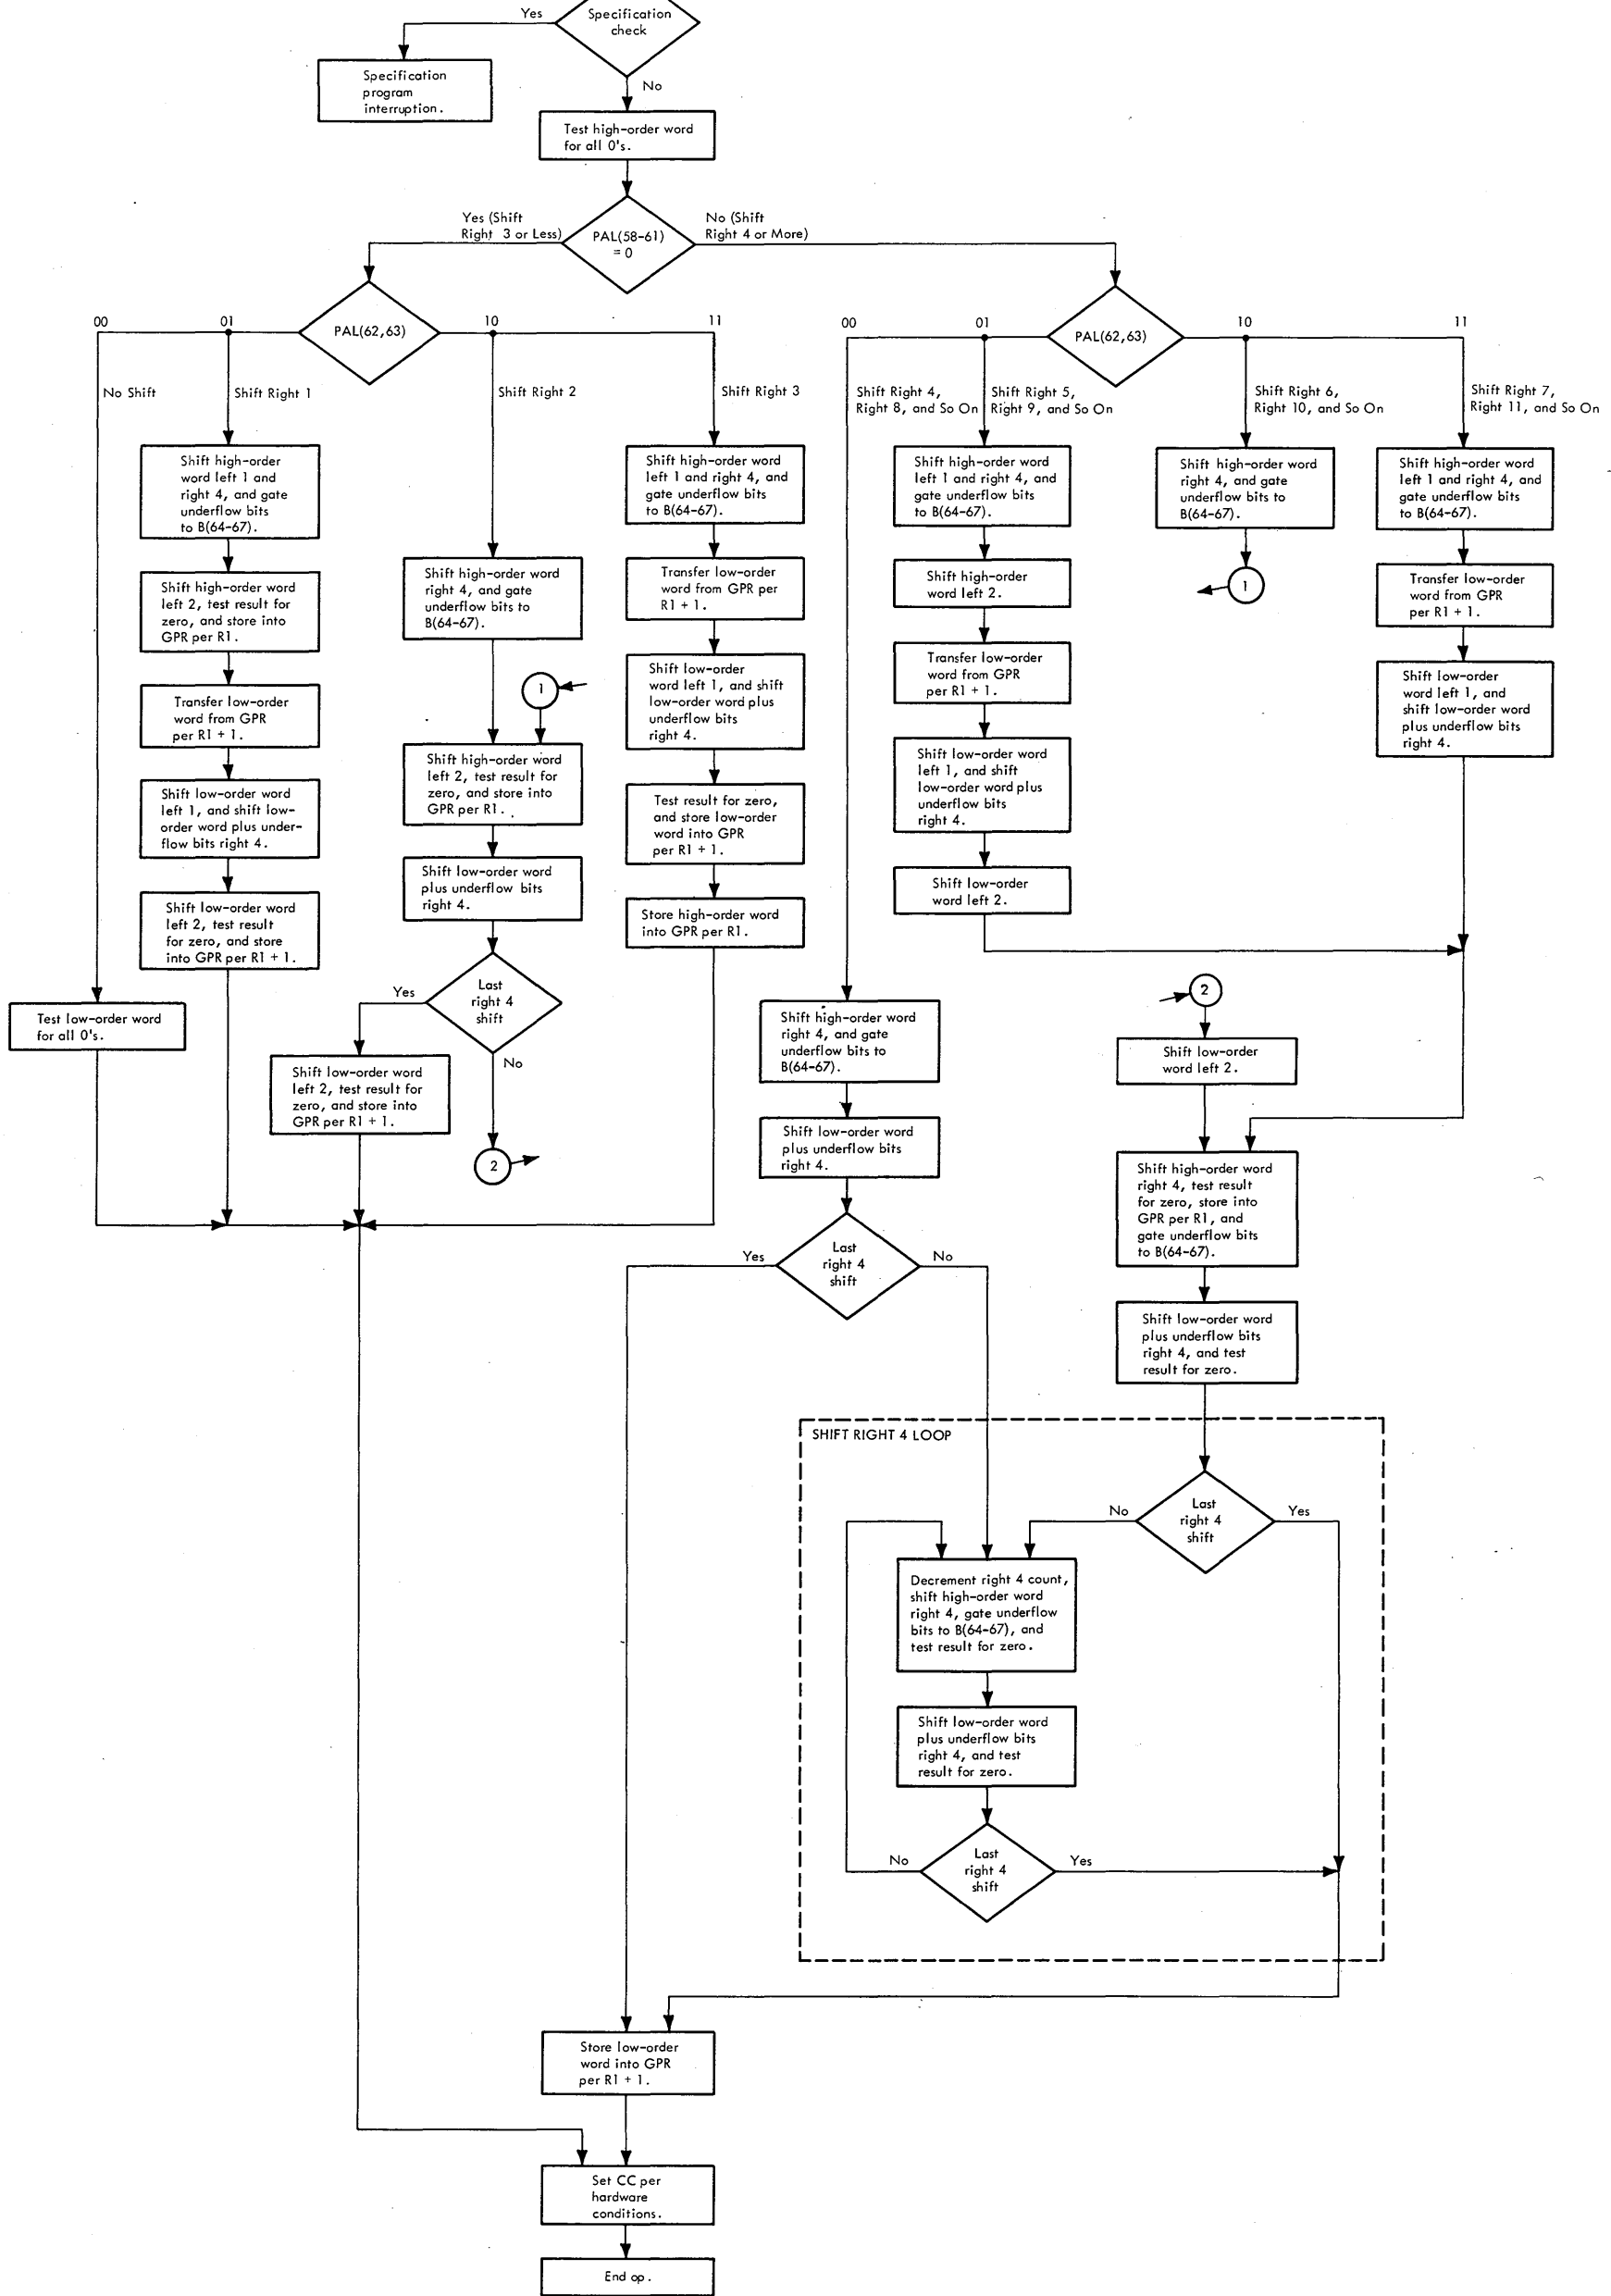 Yes
Specification
check
Specification
program
interruption.
No
Test high-order word
for all 0's.
Yes (Shift
Right 3 or Less)
PAL(58-61)
= 0
No (Shift
Right 4 or More)
00
01
PAL(62,63)
10
11
00
01
PAL(62,63)
10
11
No Shift
Shift Right 1
Shift Right 2
Shift Right 3
Shift Right 4,
Right 8, and So On
Shift Right 5,
Right 9, and So On
Shift Right 6,
Right 10, and So On
Shift Right 7,
Right 11, and So On
Shift high-order
word left 1 and
right 4, and gate
underflow bits
to B(64-67).
Shift high-order word
left 2, test result for
zero, and store into
GPR per R1.
Transfer low-order
word from GPR
per R1 + 1.
Shift low-order word
left 1, and shift low-
order word plus under-
flow bits right 4.
Shift low-order word
left 2, test result
for zero, and store
into GPR per R1 + 1.
Test low-order word
for all 0's.
Shift high-order word
right 4, and gate
underflow bits to
B(64-67).
1
Shift high-order word
left 2, test result for
zero, and store into
GPR per R1.
Shift low-order word
plus underflow bits
right 4.
Yes
Last
right 4
shift
No
Shift low-order word
left 2, test result for
zero, and store into
GPR per R1 + 1.
2
Shift high-order word
left 1 and right 4, and
gate underflow bits
to B(64-67).
Transfer low-order
word from GPR per
R1 + 1.
Shift low-order
word left 1, and shift
low-order word plus
underflow bits
right 4.
Test result for zero,
and store low-order
word into GPR
per R1 + 1.
Store high-order word
into GPR per R1.
Shift high-order word
right 4, and gate
underflow bits to
B(64-67).
Shift low-order word
plus underflow bits
right 4.
Yes
Last
right 4
shift
No
Shift high-order word
left 1 and right 4, and
gate underflow bits
to B(64-67).
Shift high-order
word left 2.
Transfer low-order
word from GPR
per R1 + 1.
Shift low-order word
left 1, and shift
low-order word plus
underflow bits
right 4.
Shift low-order
word left 2.
Shift high-order word
right 4, and gate
underflow bits to
B(64-67).
1
Shift high-order word
left 1 and right 4, and
gate underflow bits
to B(64-67).
Transfer low-order
word from GPR
per R1 + 1.
Shift low-order
word left 1, and
shift low-order word
plus underflow bits
right 4.
2
Shift low-order
word left 2.
Shift high-order word
right 4, test result
for zero, store into
GPR per R1, and
gate underflow bits
to B(64-67).
Shift low-order word
plus underflow bits
right 4, and test
result for zero.
SHIFT RIGHT 4 LOOP
No
Last
right 4
shift
Yes
Decrement right 4 count,
shift high-order word
right 4, gate underflow
bits to B(64-67), and
test result for zero.
Shift low-order word
plus underflow bits
right 4, and test
result for zero.
No
Last
right 4
shift
Yes
Store low-order
word into GPR
per R1 + 1.
Set CC per
hardware
conditions.
End op.